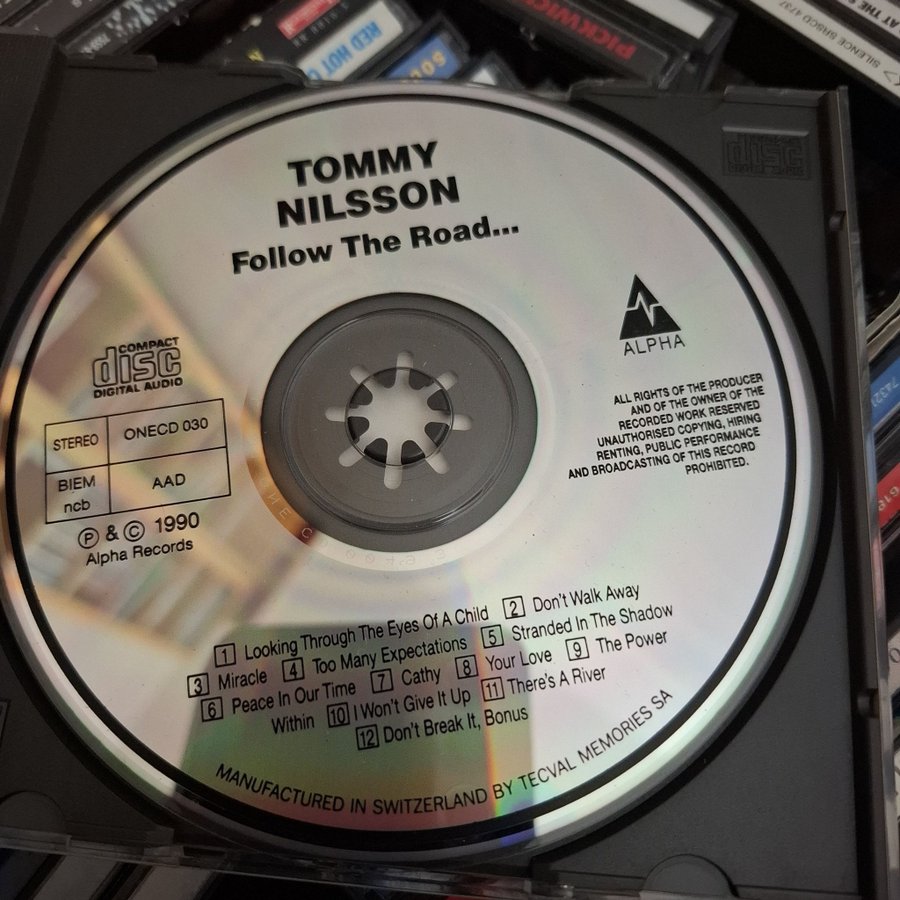 RED HOT
PICKWICK
SILENCE SRSCD 4737
disc
TOMMY
NILSSON
Follow The Road...
COMPACT
disc
DIGITAL AUDIO
STEREO ONECD 030
BIEM
ncb AAD
Ⓟ & © 1990
Alpha Records
ALPHA
ALL RIGHTS OF THE PRODUCER
AND OF THE OWNER OF THE
RECORDED WORK RESERVED
UNAUTHORISED COPYING, HIRING
RENTING, PUBLIC PERFORMANCE
AND BROADCASTING OF THIS RECORD
PROHIBITED.
1 Looking Through The Eyes Of A Child 2 Don't Walk Away
3 Miracle 4 Too Many Expectations 5 Stranded In The Shadow
6 Peace In Our Time 7 Cathy 8 Your Love 9 The Power
Within 10 I Won't Give It Up 11 There's A River
12 Don't Break It, Bonus
MANUFACTURED IN SWITZERLAND BY TECVAL MEMORIES SA